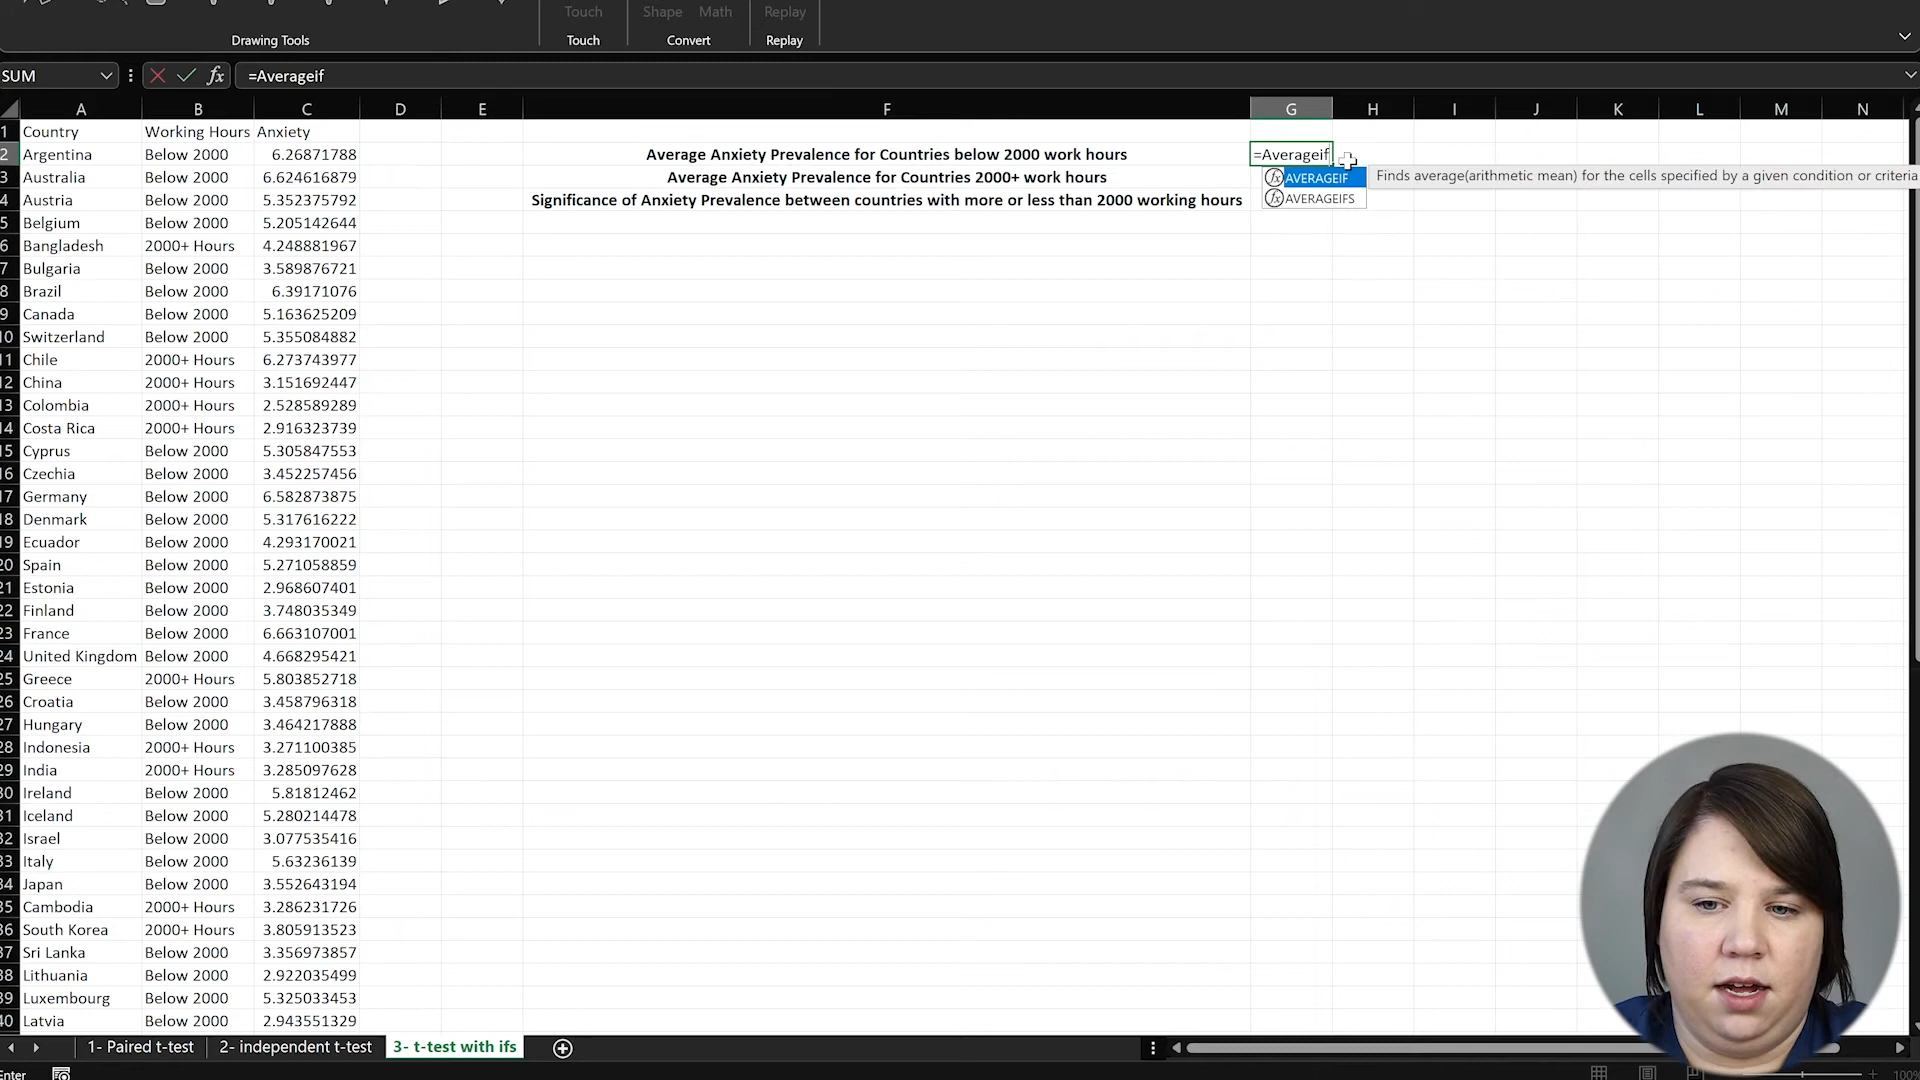 Touch Shape Math Replay
Drawing Tools Touch Convert Replay
SUM =Averageif
A B C D E F G H I J K L M N
1 Country Working Hours Anxiety
2 Argentina Below 2000 6.26871788 Average Anxiety Prevalence for Countries below 2000 work hours =Averageif
3 Australia Below 2000 6.624616879 Average Anxiety Prevalence for Countries 2000+ work hours AVERAGEIF Finds average(arithmetic mean) for the cells specified by a given condition or criteria
4 Austria Below 2000 5.352375792 Significance of Anxiety Prevalence between countries with more or less than 2000 working hours AVERAGEIFS
5 Belgium Below 2000 5.205142644
6 Bangladesh 2000+ Hours 4.248881967
7 Bulgaria Below 2000 3.589876721
8 Brazil Below 2000 6.39171076
9 Canada Below 2000 5.163625209
10 Switzerland Below 2000 5.355084882
11 Chile 2000+ Hours 6.273743977
12 China 2000+ Hours 3.151692447
13 Colombia 2000+ Hours 2.528589289
14 Costa Rica 2000+ Hours 2.916323739
15 Cyprus Below 2000 5.305847553
16 Czechia Below 2000 3.452257456
17 Germany Below 2000 6.582873875
18 Denmark Below 2000 5.317616222
19 Ecuador Below 2000 4.293170021
20 Spain Below 2000 5.271058859
21 Estonia Below 2000 2.968607401
22 Finland Below 2000 3.748035349
23 France Below 2000 6.663107001
24 United Kingdom Below 2000 4.668295421
25 Greece 2000+ Hours 5.803852718
26 Croatia Below 2000 3.458796318
27 Hungary Below 2000 3.464217888
28 Indonesia 2000+ Hours 3.271100385
29 India 2000+ Hours 3.285097628
30 Ireland Below 2000 5.81812462
31 Iceland Below 2000 5.280214478
32 Israel Below 2000 3.077535416
33 Italy Below 2000 5.63236139
34 Japan Below 2000 3.552643194
35 Cambodia 2000+ Hours 3.286231726
36 South Korea 2000+ Hours 3.805913523
37 Sri Lanka Below 2000 3.356973857
38 Lithuania Below 2000 2.922035499
39 Luxembourg Below 2000 5.325033453
40 Latvia Below 2000 2.943551329
1- Paired t-test 2- independent t-test 3- t-test with ifs
Enter 100%